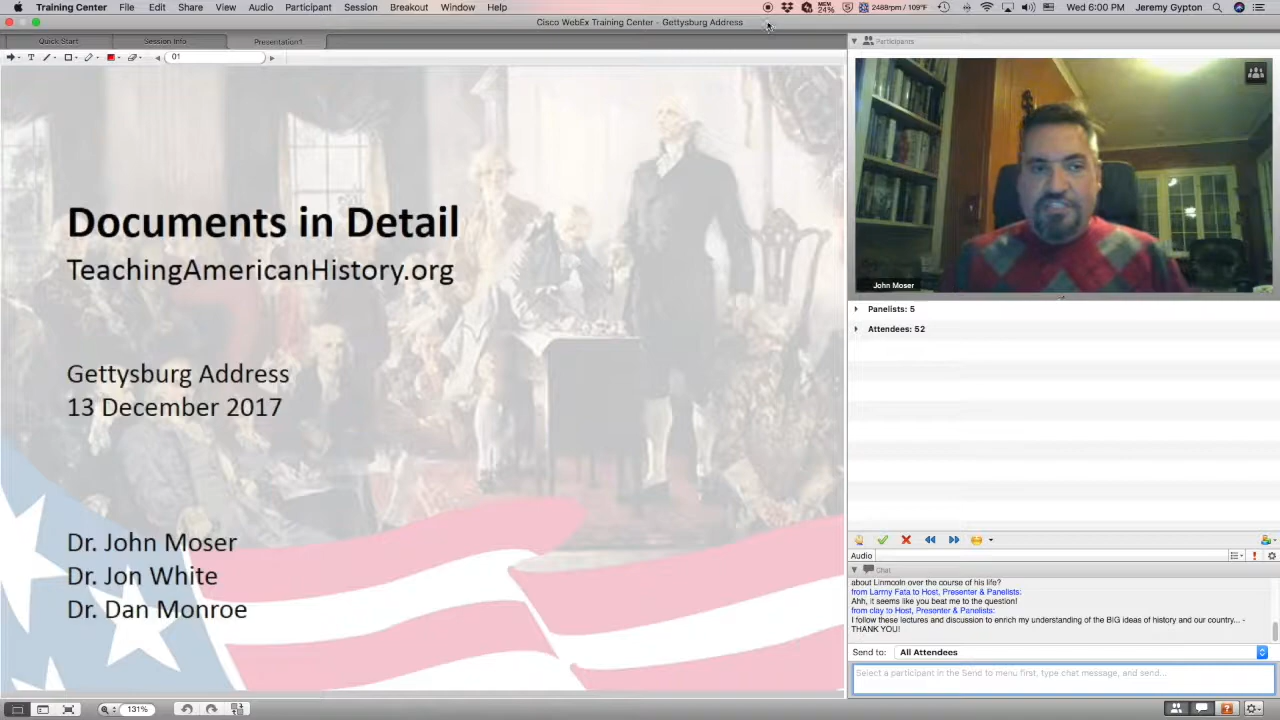 Training Center File Edit Share View Audio Participant Session Breakout Window Help
MEM 24% 2488rpm / 109°F Wed 6:00 PM Jeremy Gypton
Cisco WebEx Training Center - Gettysburg Address
Quick Start Session Info Presentation1
01
Documents in Detail
TeachingAmericanHistory.org
Gettysburg Address
13 December 2017
Dr. John Moser
Dr. Jon White
Dr. Dan Monroe
131%
Participants
John Moser
Panelists: 5
Attendees: 52
Audio
Chat
about Linmcoln over the course of his life?
from Larmy Fata to Host, Presenter & Panelists:
Ahh, it seems like you beat me to the question!
from clay to Host, Presenter & Panelists:
I follow these lectures and discussion to enrich my understanding of the BIG ideas of history and our country... -
THANK YOU!
Send to: All Attendees
Select a participant in the Send to menu first, type chat message, and send...